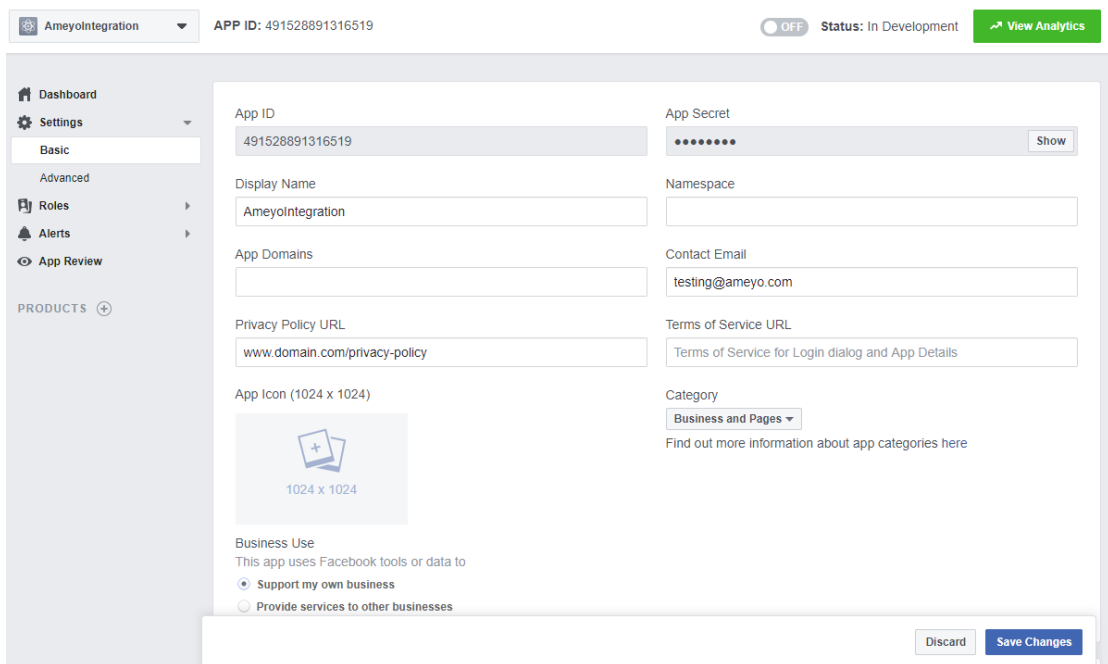 AmeyoIntegration
APP ID: 491528891316519
OFF
Status: In Development
View Analytics
Dashboard
Settings
Basic
Advanced
Roles
Alerts
App Review
PRODUCTS
App ID
491528891316519
App Secret
●●●●●●●●
Show
Display Name
AmeyoIntegration
Namespace
App Domains
Contact Email
testing@ameyo.com
Privacy Policy URL
www.domain.com/privacy-policy
Terms of Service URL
Terms of Service for Login dialog and App Details
App Icon (1024 x 1024)
1024 x 1024
Category
Business and Pages
Find out more information about app categories here
Business Use
This app uses Facebook tools or data to
Support my own business
Provide services to other businesses
Discard
Save Changes